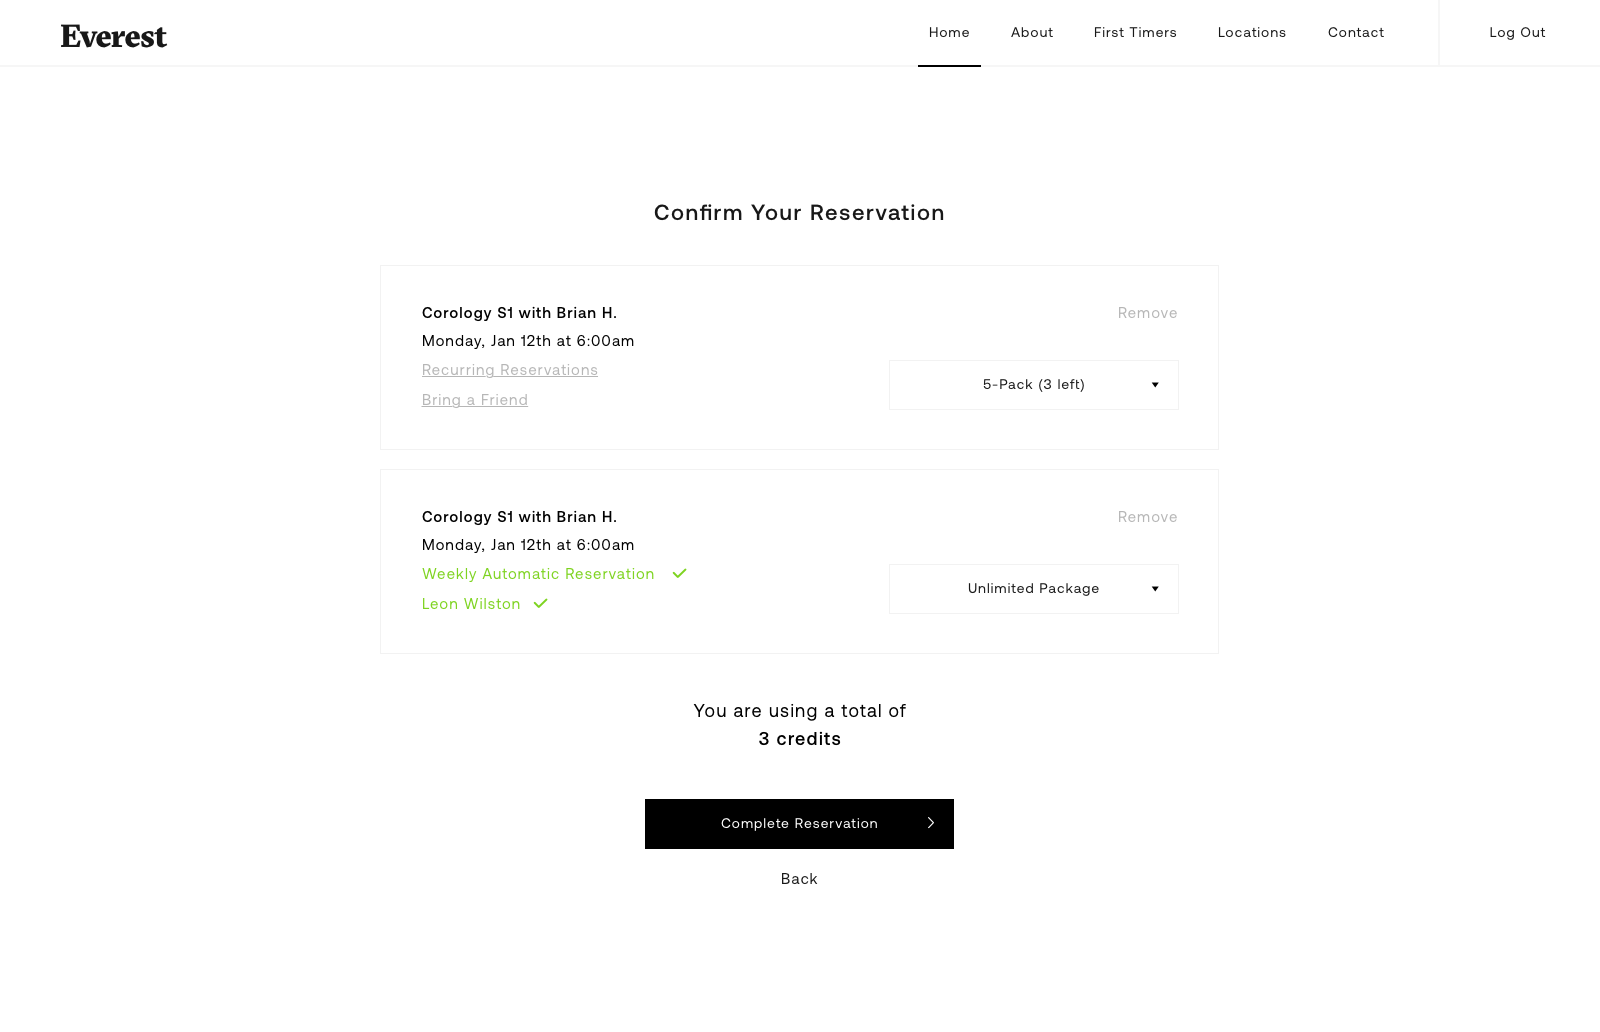 Everest
Home
About
First Timers
Locations
Contact
Log Out
Confirm Your Reservation
Corology S1 with Brian H.
Remove
Monday, Jan 12th at 6:00am
Recurring Reservations
5-Pack (3 left)
Bring a Friend
Corology S1 with Brian H.
Remove
Monday, Jan 12th at 6:00am
Weekly Automatic Reservation
Unlimited Package
Leon Wilston
You are using a total of
3 credits
Complete Reservation
Back